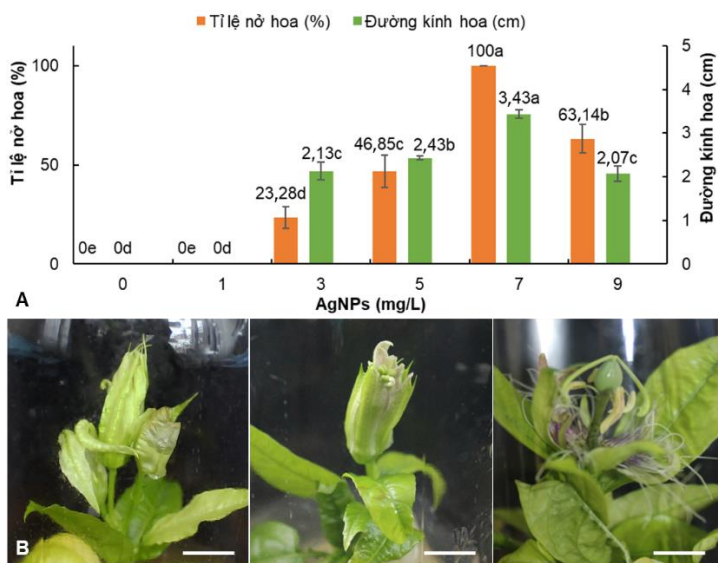 Tỉ lệ nở hoa (%) Đường kính hoa (cm)
Tỉ lệ nở hoa (%)
100
50
0
0e 0d 0e 0d 23,28d 2,13c 46,85c 2,43b 100a 3,43a 63,14b 2,07c
5
4
3
2
1
0
Đường kính hoa (cm)
0 1 3 5 7 9
AgNPs (mg/L)
A
B